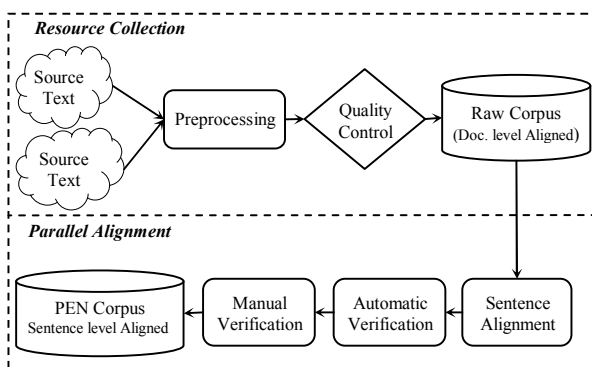 Resource Collection
Source
Text
Source
Text
Preprocessing
Quality
Control
Raw Corpus
(Doc. level Aligned)
Parallel Alignment
PEN Corpus
Sentence level Aligned
Manual
Verification
Automatic
Verification
Sentence
Alignment